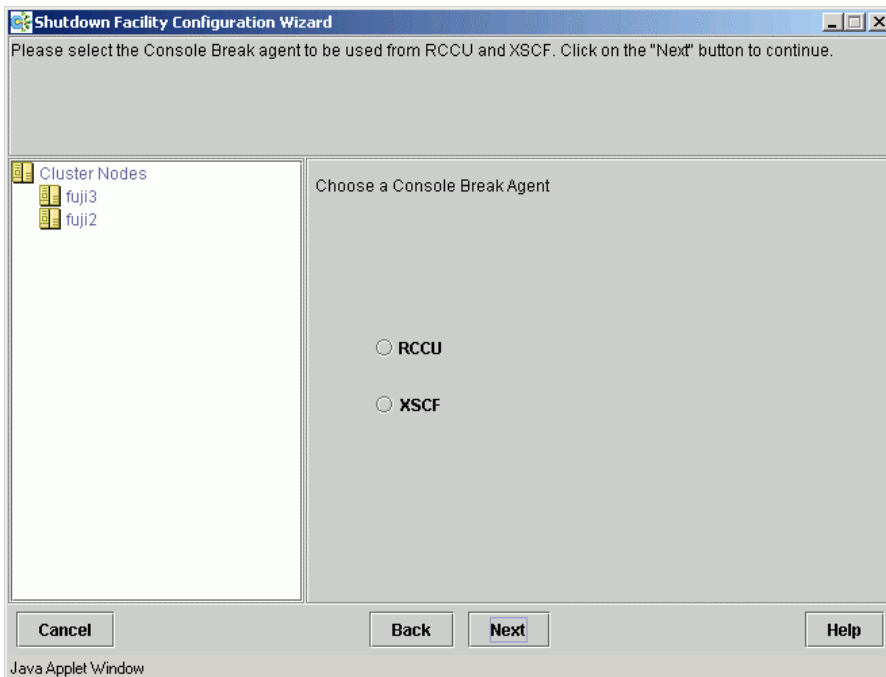 Shutdown Facility Configuration Wizard
Please select the Console Break agent to be used from RCCU and XSCF. Click on the "Next" button to continue.
Cluster Nodes
fuji3
fuji2
Choose a Console Break Agent
RCCU
XSCF
Cancel
Back
Next
Help
Java Applet Window